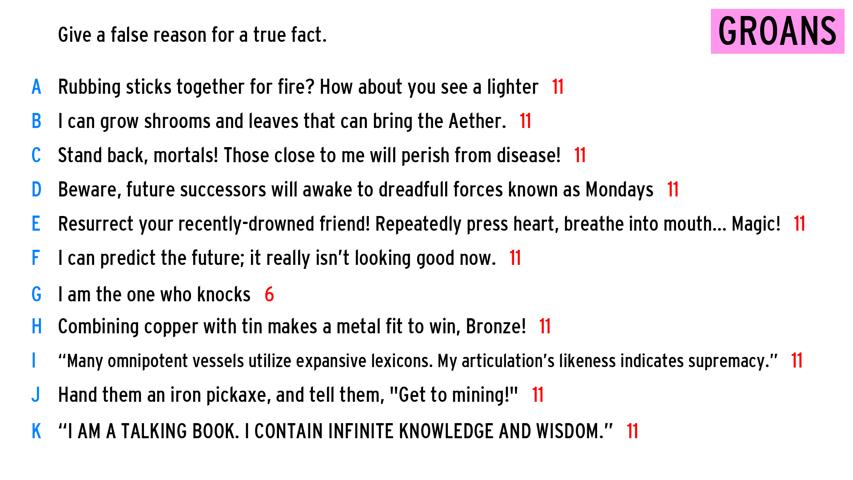 Give a false reason for a true fact.
GROANS
A Rubbing sticks together for fire? How about you see a lighter 11
B I can grow shrooms and leaves that can bring the Aether. 11
C Stand back, mortals! Those close to me will perish from disease! 11
D Beware, future successors will awake to dreadfull forces known as Mondays 11
E Resurrect your recently-drowned friend! Repeatedly press heart, breathe into mouth... Magic! 11
F I can predict the future; it really isn't looking good now. 11
G I am the one who knocks 6
H Combining copper with tin makes a metal fit to win, Bronze! 11
I “Many omnipotent vessels utilize expansive lexicons. My articulation's likeness indicates supremacy.” 11
J Hand them an iron pickaxe, and tell them, "Get to mining!" 11
K “I AM A TALKING BOOK. I CONTAIN INFINITE KNOWLEDGE AND WISDOM.” 11